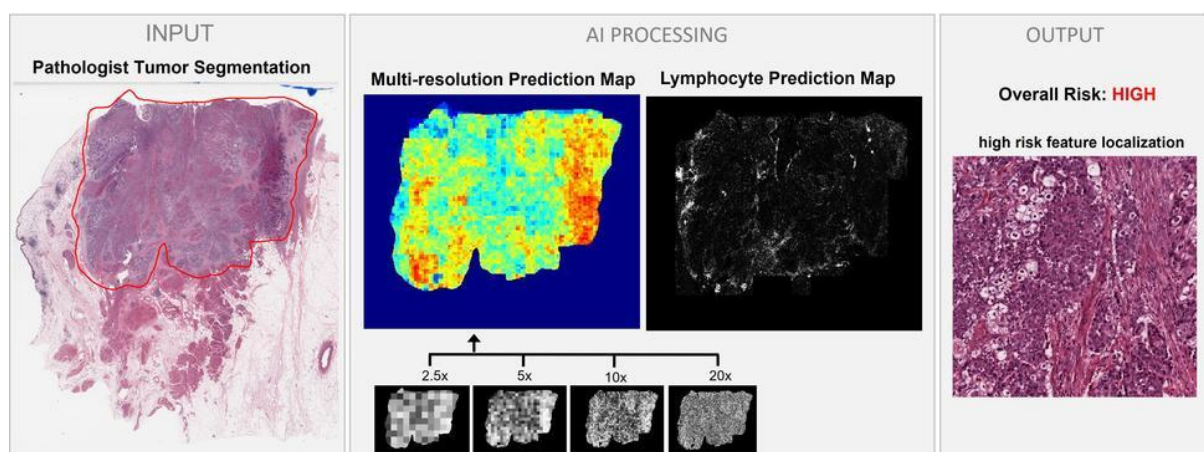 INPUT
Pathologist Tumor Segmentation
AI PROCESSING
Multi-resolution Prediction Map
Lymphocyte Prediction Map
2.5x
5x
10x
20x
OUTPUT
Overall Risk: HIGH
high risk feature localization